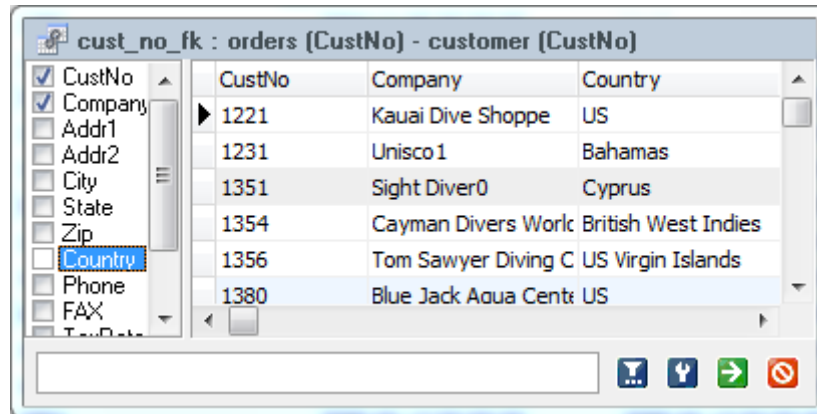 cust_no_fk : orders (CustNo) - customer (CustNo)
CustNo
Company
Addr1
Addr2
City
State
Zip
Country
Phone
FAX
CustNo Company Country
1221 Kauai Dive Shoppe US
1231 Unisco1 Bahamas
1351 Sight Diver0 Cyprus
1354 Cayman Divers World British West Indies
1356 Tom Sawyer Diving C US Virgin Islands
1380 Blue Jack Aqua Cente US